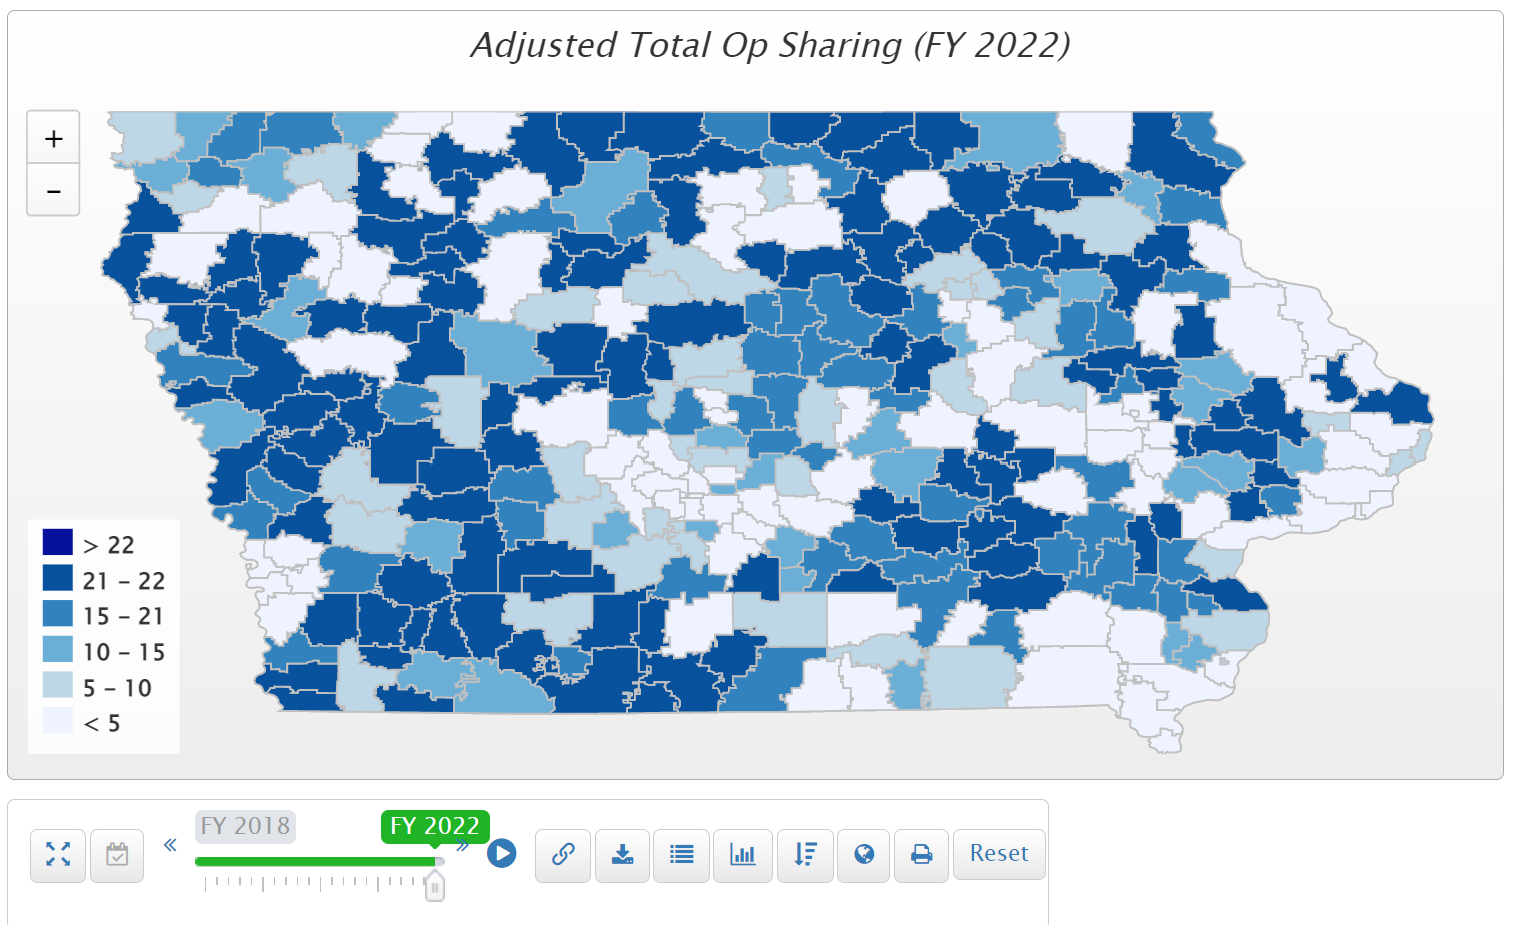 Adjusted Total Op Sharing (FY 2022)
+
−
> 22
21 – 22
15 – 21
10 – 15
5 – 10
< 5
FY 2018
FY 2022
«
»
Reset